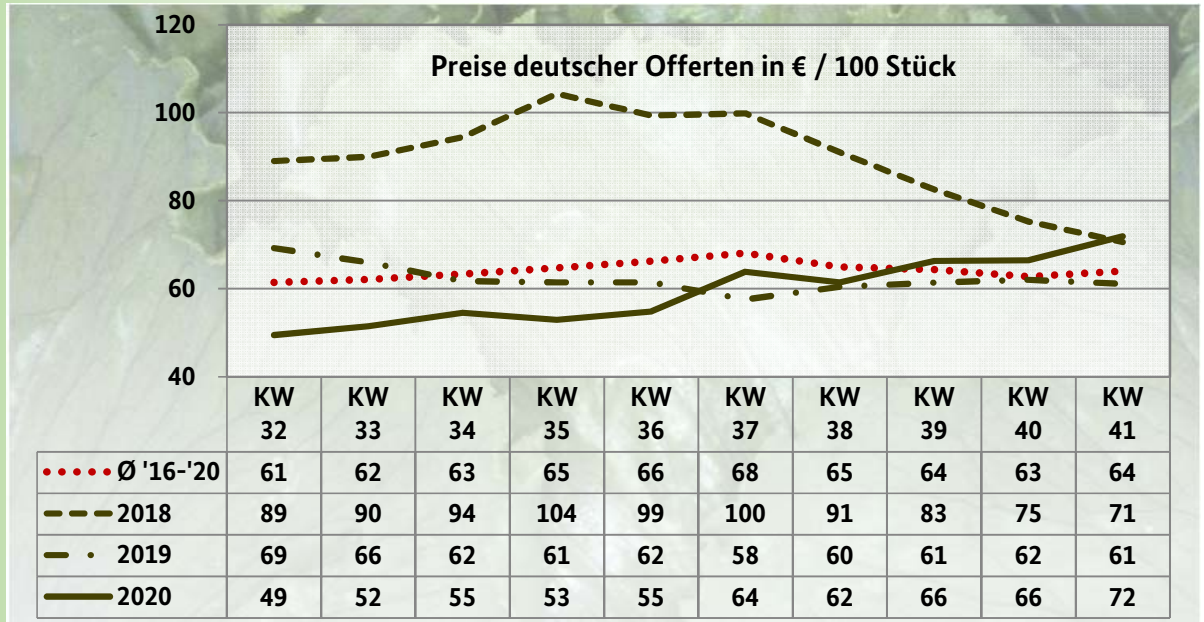 Preise deutscher Offerten in € / 100 Stück
120
100
80
60
40
KW KW KW KW KW KW KW KW KW KW
32 33 34 35 36 37 38 39 40 41
Ø '16-'20 61 62 63 65 66 68 65 64 63 64
2018 89 90 94 104 99 100 91 83 75 71
2019 69 66 62 61 62 58 60 61 62 61
2020 49 52 55 53 55 64 62 66 66 72